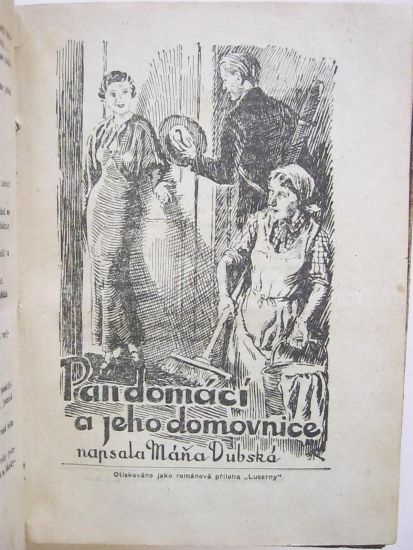 Pan domácí
a jeho domovnice
napsala Máňa Dubská
Otiskováno jako románová příloha „Lucerny“.